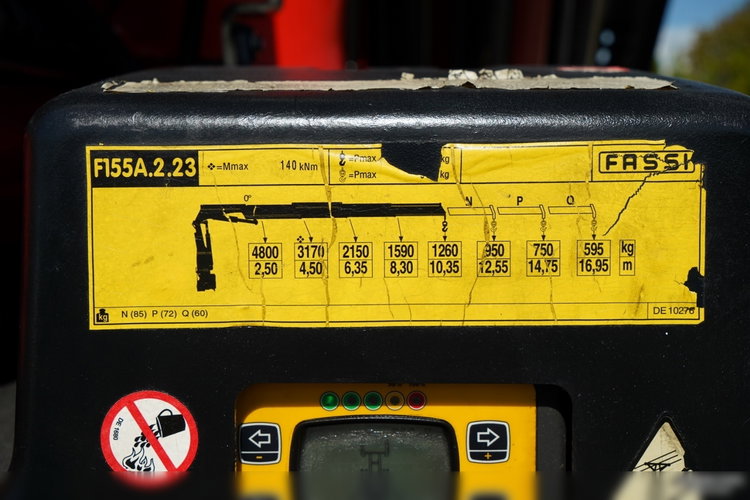 F155A.2.23 =Mmax 140 kNm =Pmax kg FASSI
=Pmax kg
0° N P Q
4800 3170 2150 1590 1260 950 750 595 kg
2,50 4,50 6,35 8,30 10,35 12,55 14,75 16,95 m
kg N (85) P (72) Q (60) DE 10276
DE 1680
- +